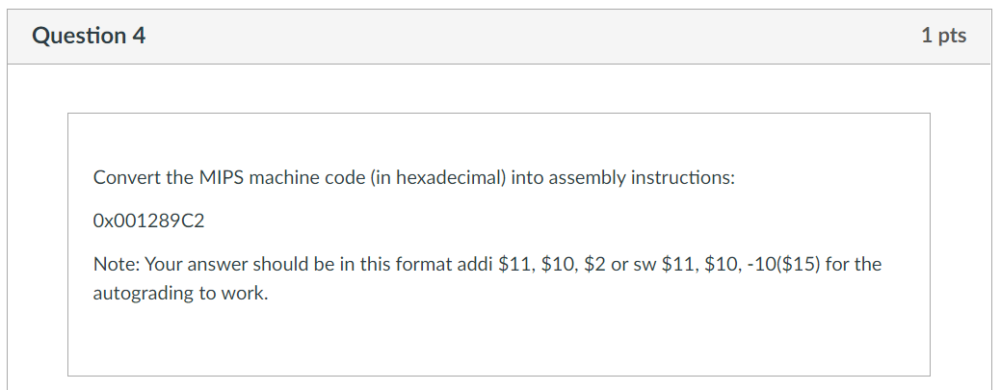 Question 4
1 pts
Convert the MIPS machine code (in hexadecimal) into assembly instructions:
0x001289C2
Note: Your answer should be in this format addi $11, $10, $2 or sw $11, $10, -10($15) for the
autograding to work.